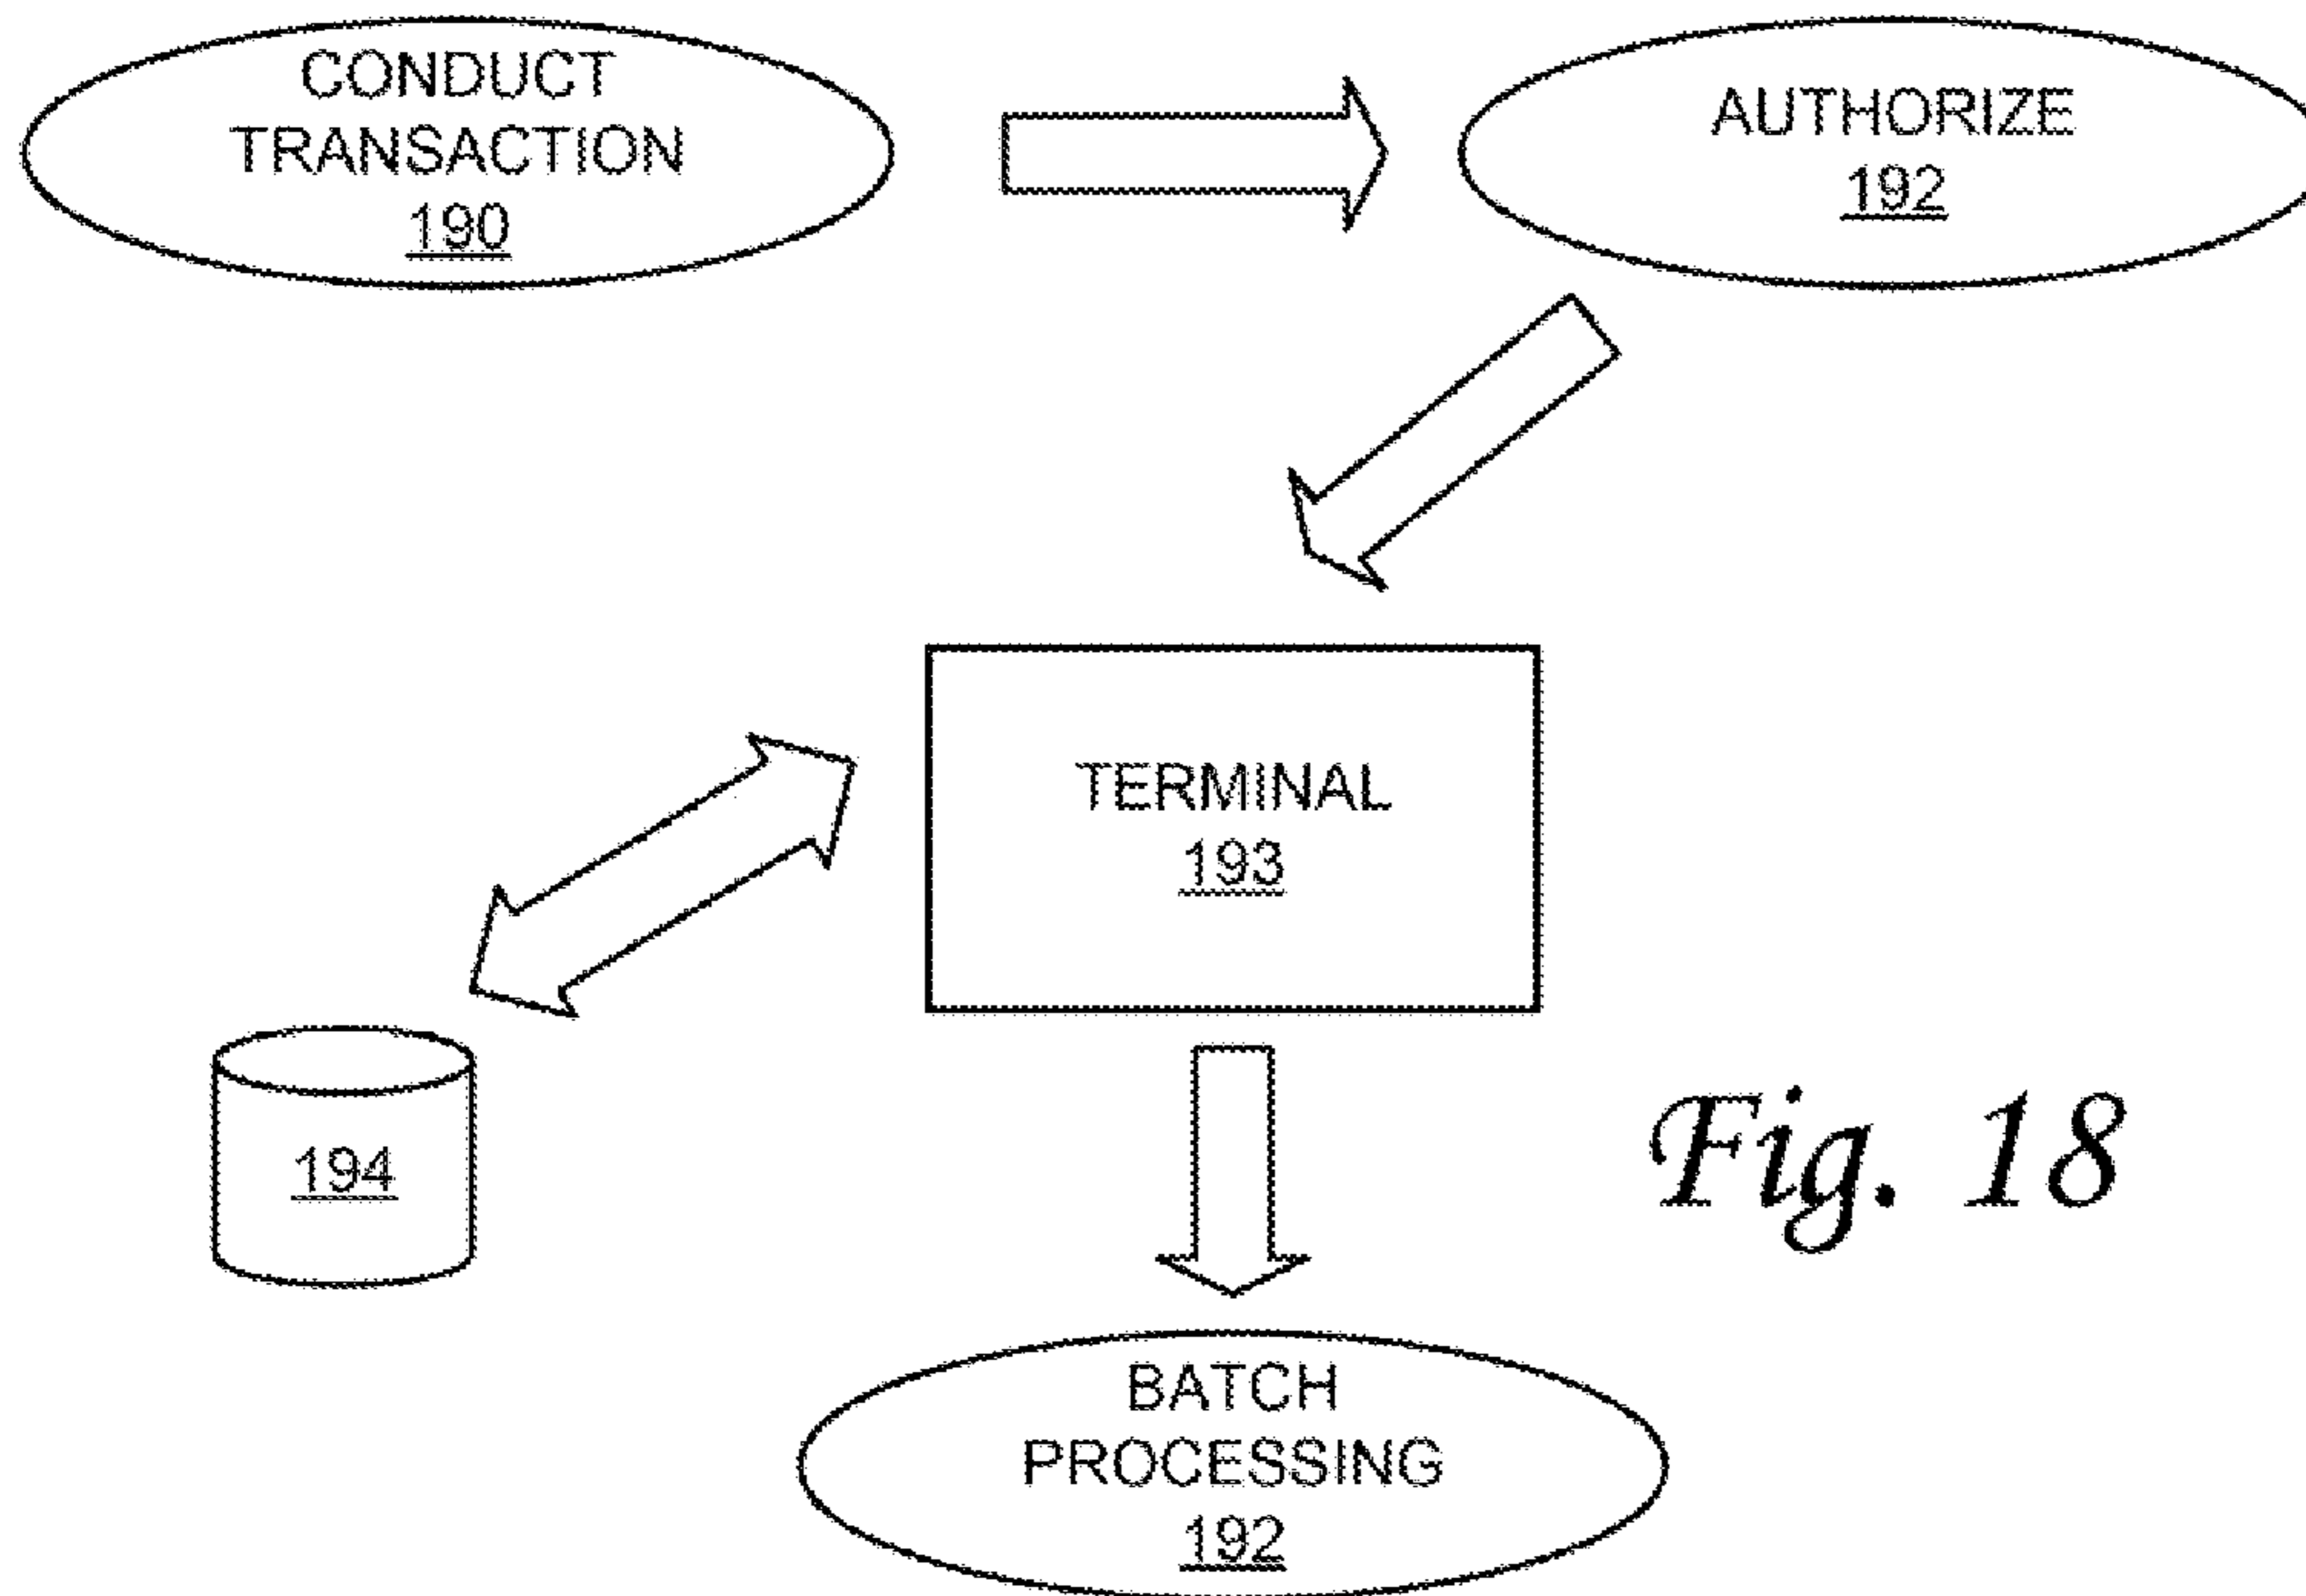 CONDUCT
TRANSACTION
190
AUTHORIZE
192
TERMINAL
193
194
Fig. 18
BATCH
PROCESSING
192